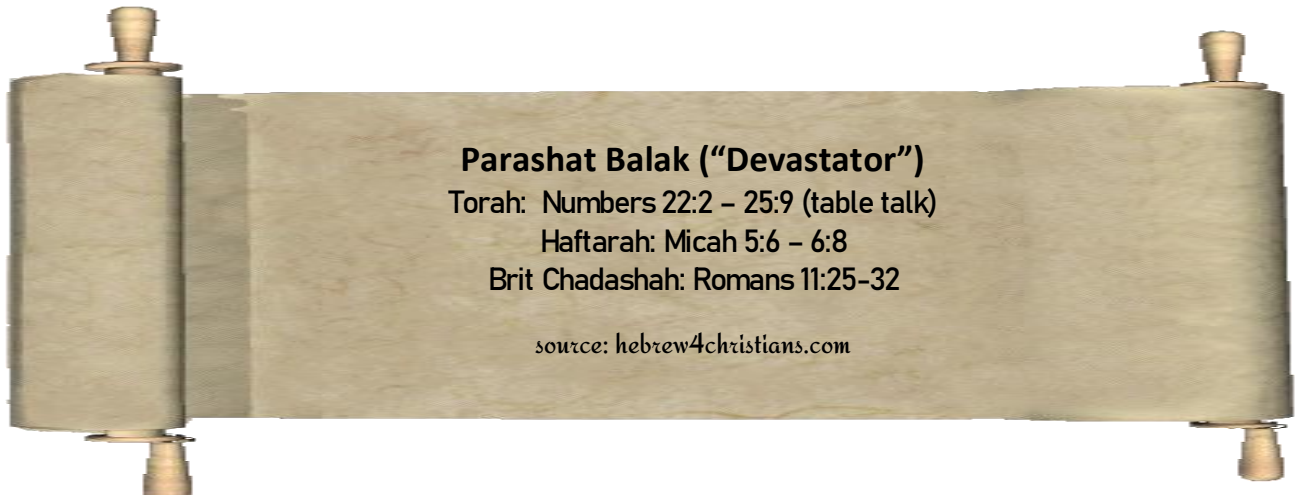 Parashat Balak (“Devastator”)
Torah:  Numbers 22:2 – 25:9 (table talk)
Haftarah: Micah 5:6 – 6:8
Brit Chadashah: Romans 11:25-32
source: hebrew4christians.com